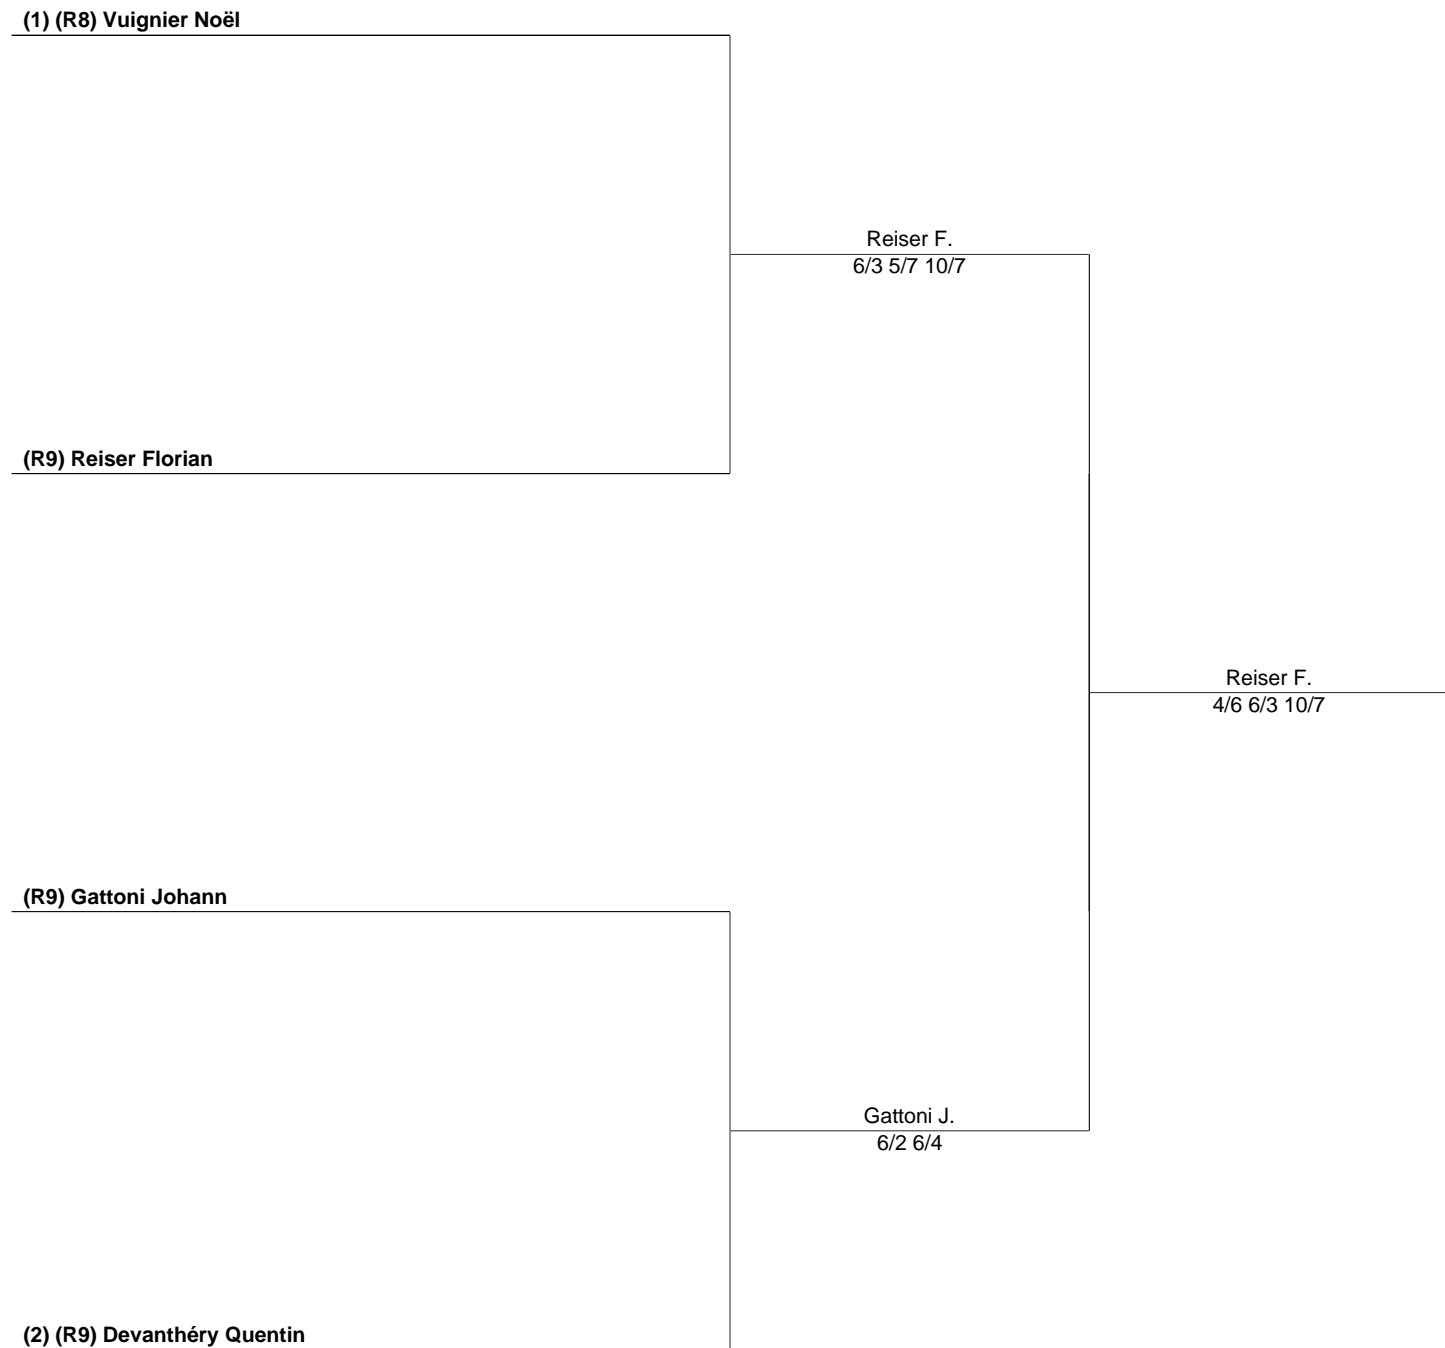 (1) (R8) Vuignier Noël
Reiser F.
6/3 5/7 10/7
(R9) Reiser Florian
Reiser F.
4/6 6/3 10/7
(R9) Gattoni Johann
Gattoni J.
6/2 6/4
(2) (R9) Devanthéry Quentin